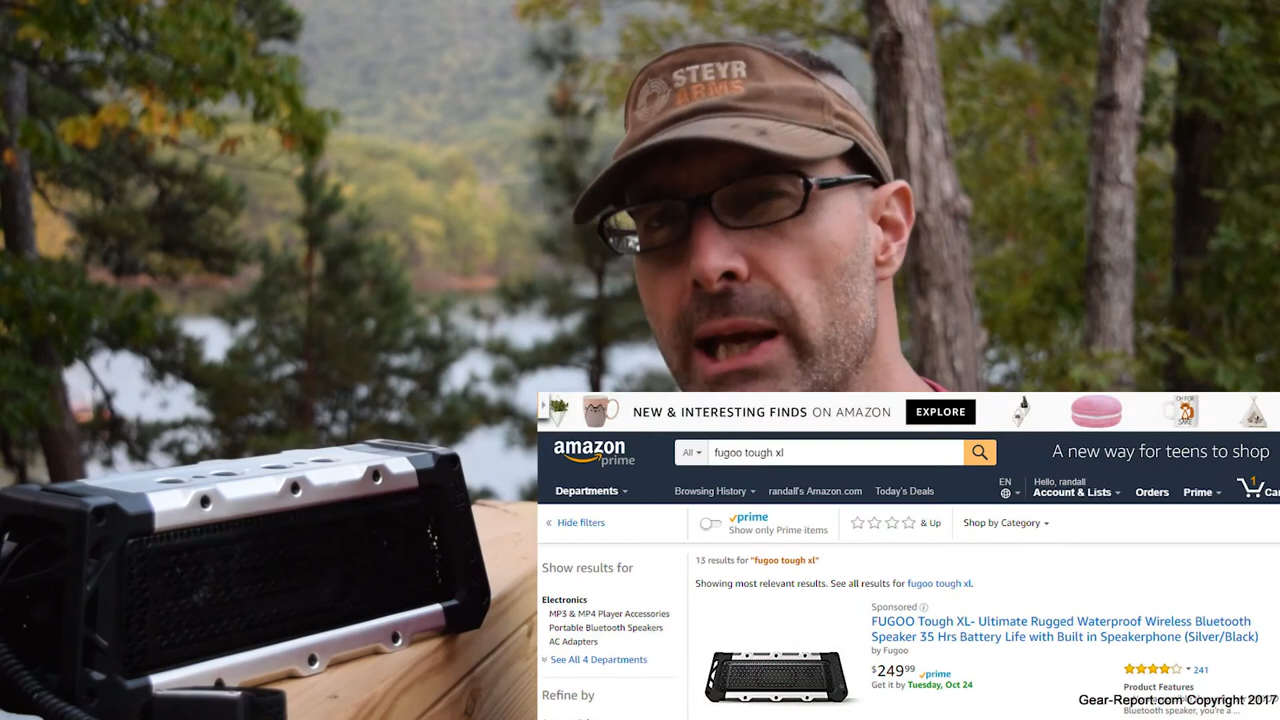 STEYR
ARMS
NEW & INTERESTING FINDS ON AMAZON
EXPLORE
amazon
prime
All
fugoo tough xl
A new way for teens to shop
Departments
Browsing History
randall's Amazon.com
Today's Deals
EN
Hello, randall
Account & Lists
Orders
Prime
1
Hide filters
prime
Show only Prime items
& Up
Shop by Category
13 results for "fugoo tough xl"
Showing most relevant results. See all results for fugoo tough xl.
Show results for
Electronics
MP3 & MP4 Player Accessories
Portable Bluetooth Speakers
AC Adapters
See All 4 Departments
Refine by
Sponsored
FUGOO Tough XL- Ultimate Rugged Waterproof Wireless Bluetooth
Speaker 35 Hrs Battery Life with Built in Speakerphone (Silver/Black)
by Fugoo
$249 99
prime
Get it by Tuesday, Oct 24
241
Product Features
Gear-Report.com Copyright 2017
Bluetooth speaker, you're a ...